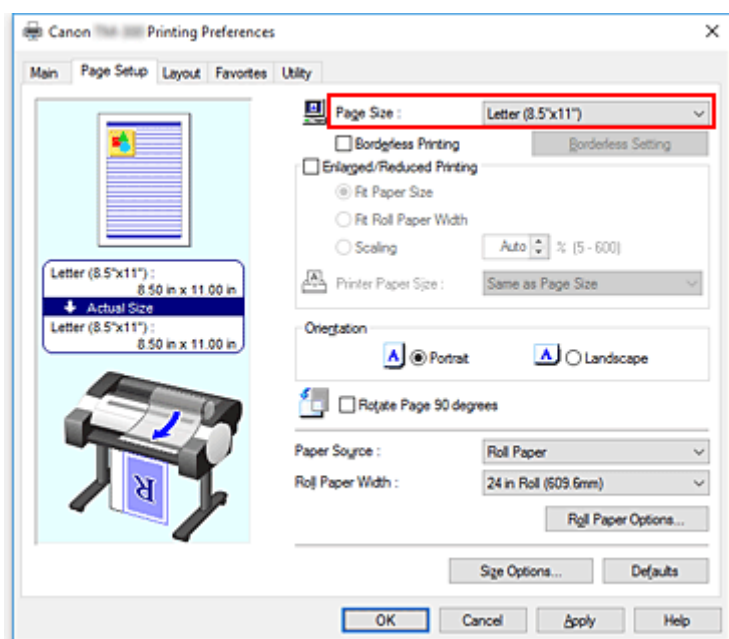 Canon Printing Preferences
Main Page Setup Layout Favorites Utility
Page Size : Letter (8.5"x11")
Borderless Printing Borderless Setting
Enlarged/Reduced Printing
Fit Paper Size
Fit Roll Paper Width
Scaling Auto % (5 - 600)
Printer Paper Size : Same as Page Size
Letter (8.5"x11") :
8.50 in x 11.00 in
Actual Size
Letter (8.5"x11") :
8.50 in x 11.00 in
Orientation
A Portrait A Landscape
Rotate Page 90 degrees
R
Paper Source : Roll Paper
Roll Paper Width : 24 in Roll (609.6mm)
Roll Paper Options...
Size Options... Defaults
OK Cancel Apply Help